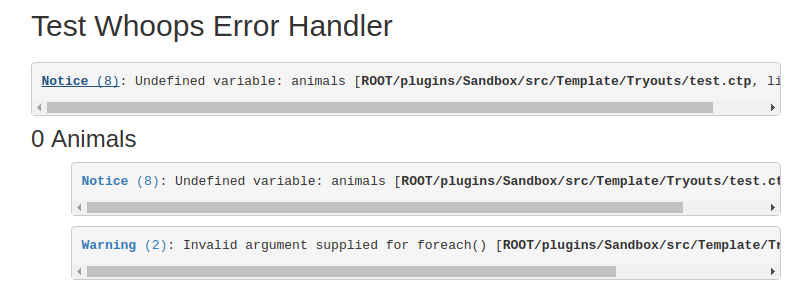 Test Whoops Error Handler
Notice (8): Undefined variable: animals [ROOT/plugins/Sandbox/src/Template/Tryouts/test.ctp, li
0 Animals
Notice (8): Undefined variable: animals [ROOT/plugins/Sandbox/src/Template/Tryouts/test.ct
Warning (2): Invalid argument supplied for foreach() [ROOT/plugins/Sandbox/src/Template/Tr